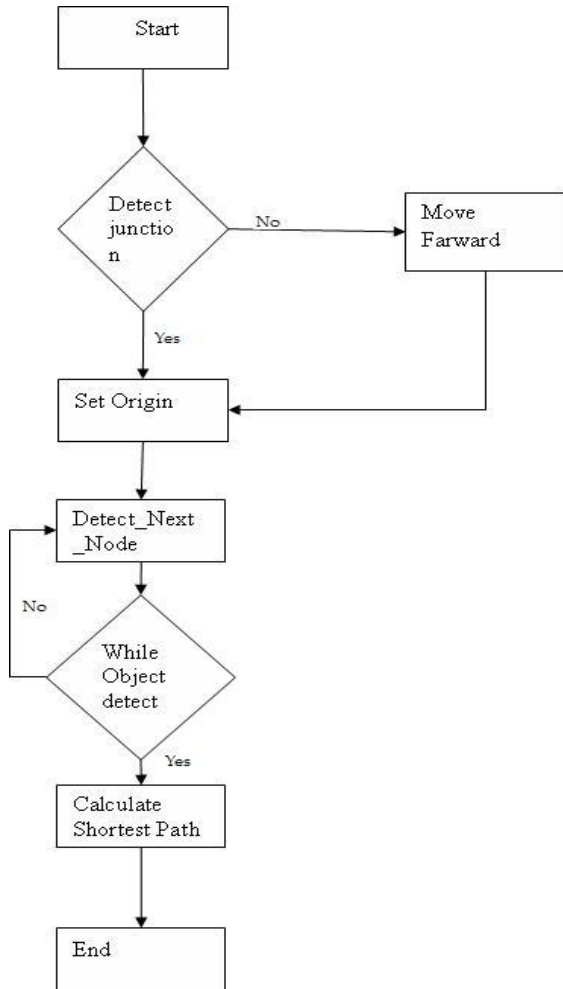 Start
Detect
junctio
n
No
Move
Farward
Yes
Set Origin
Detect_Next
_Node
No
While
Object
detect
Yes
Calculate
Shortest Path
End